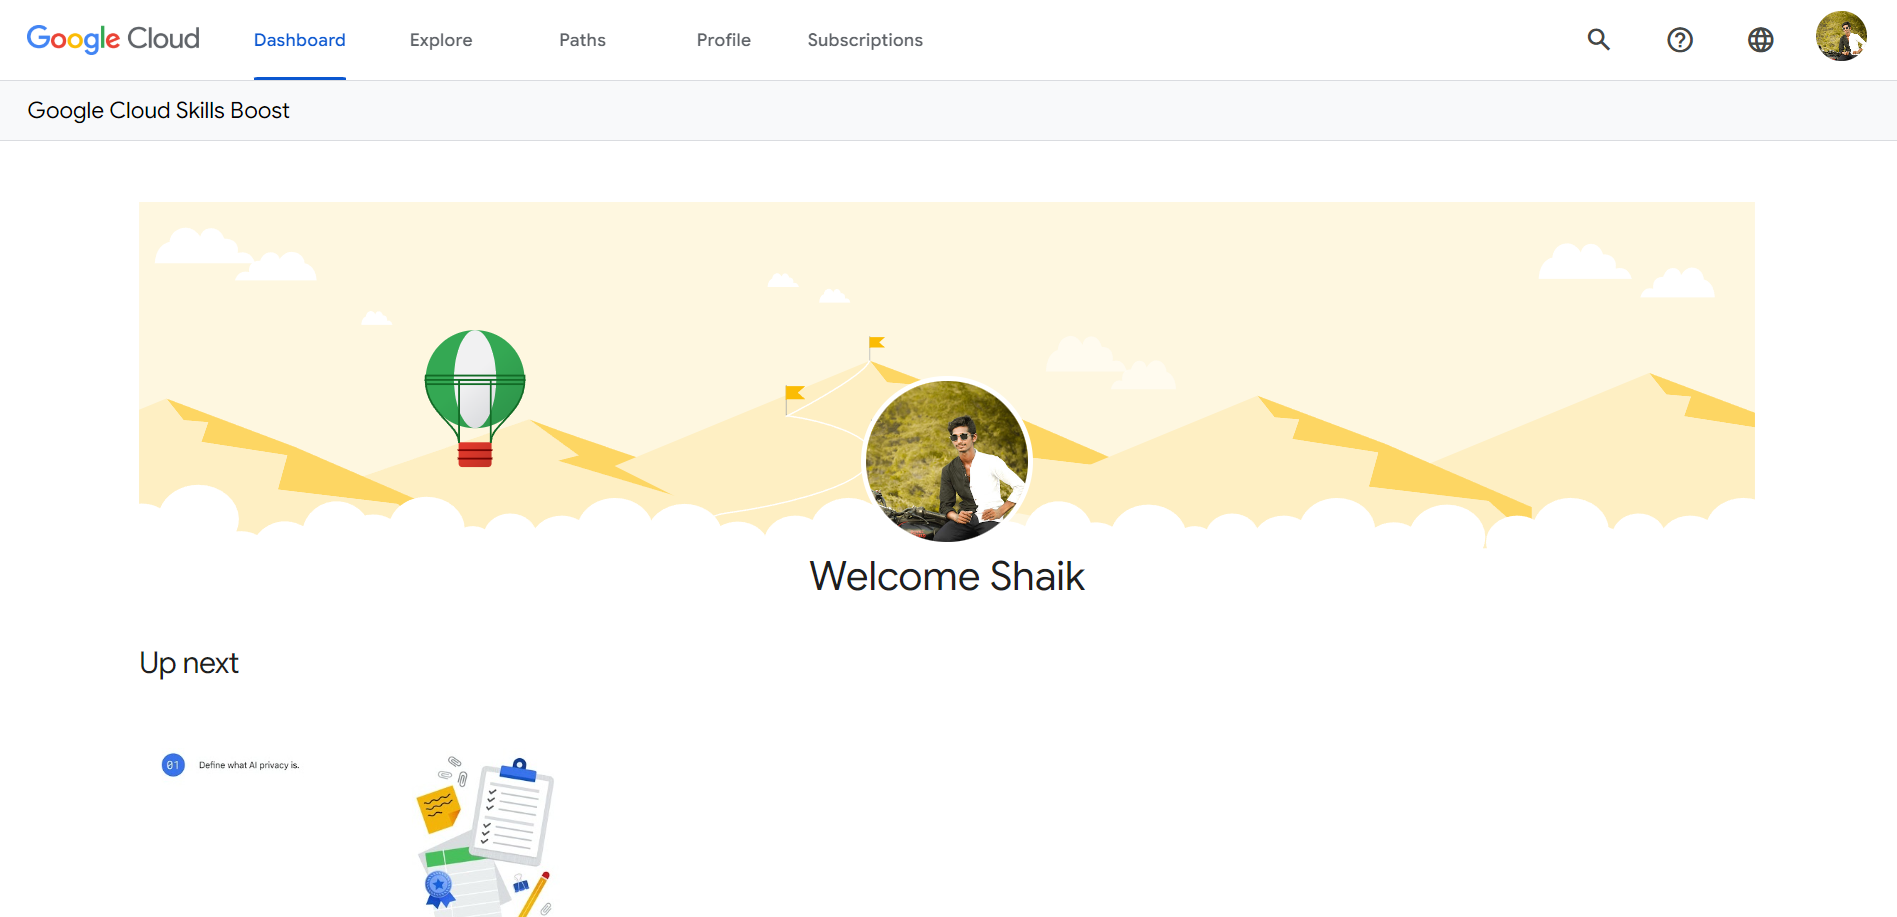 Google Cloud
Dashboard
Explore
Paths
Profile
Subscriptions
Google Cloud Skills Boost
Welcome Shaik
Up next
01 Define what AI privacy is.